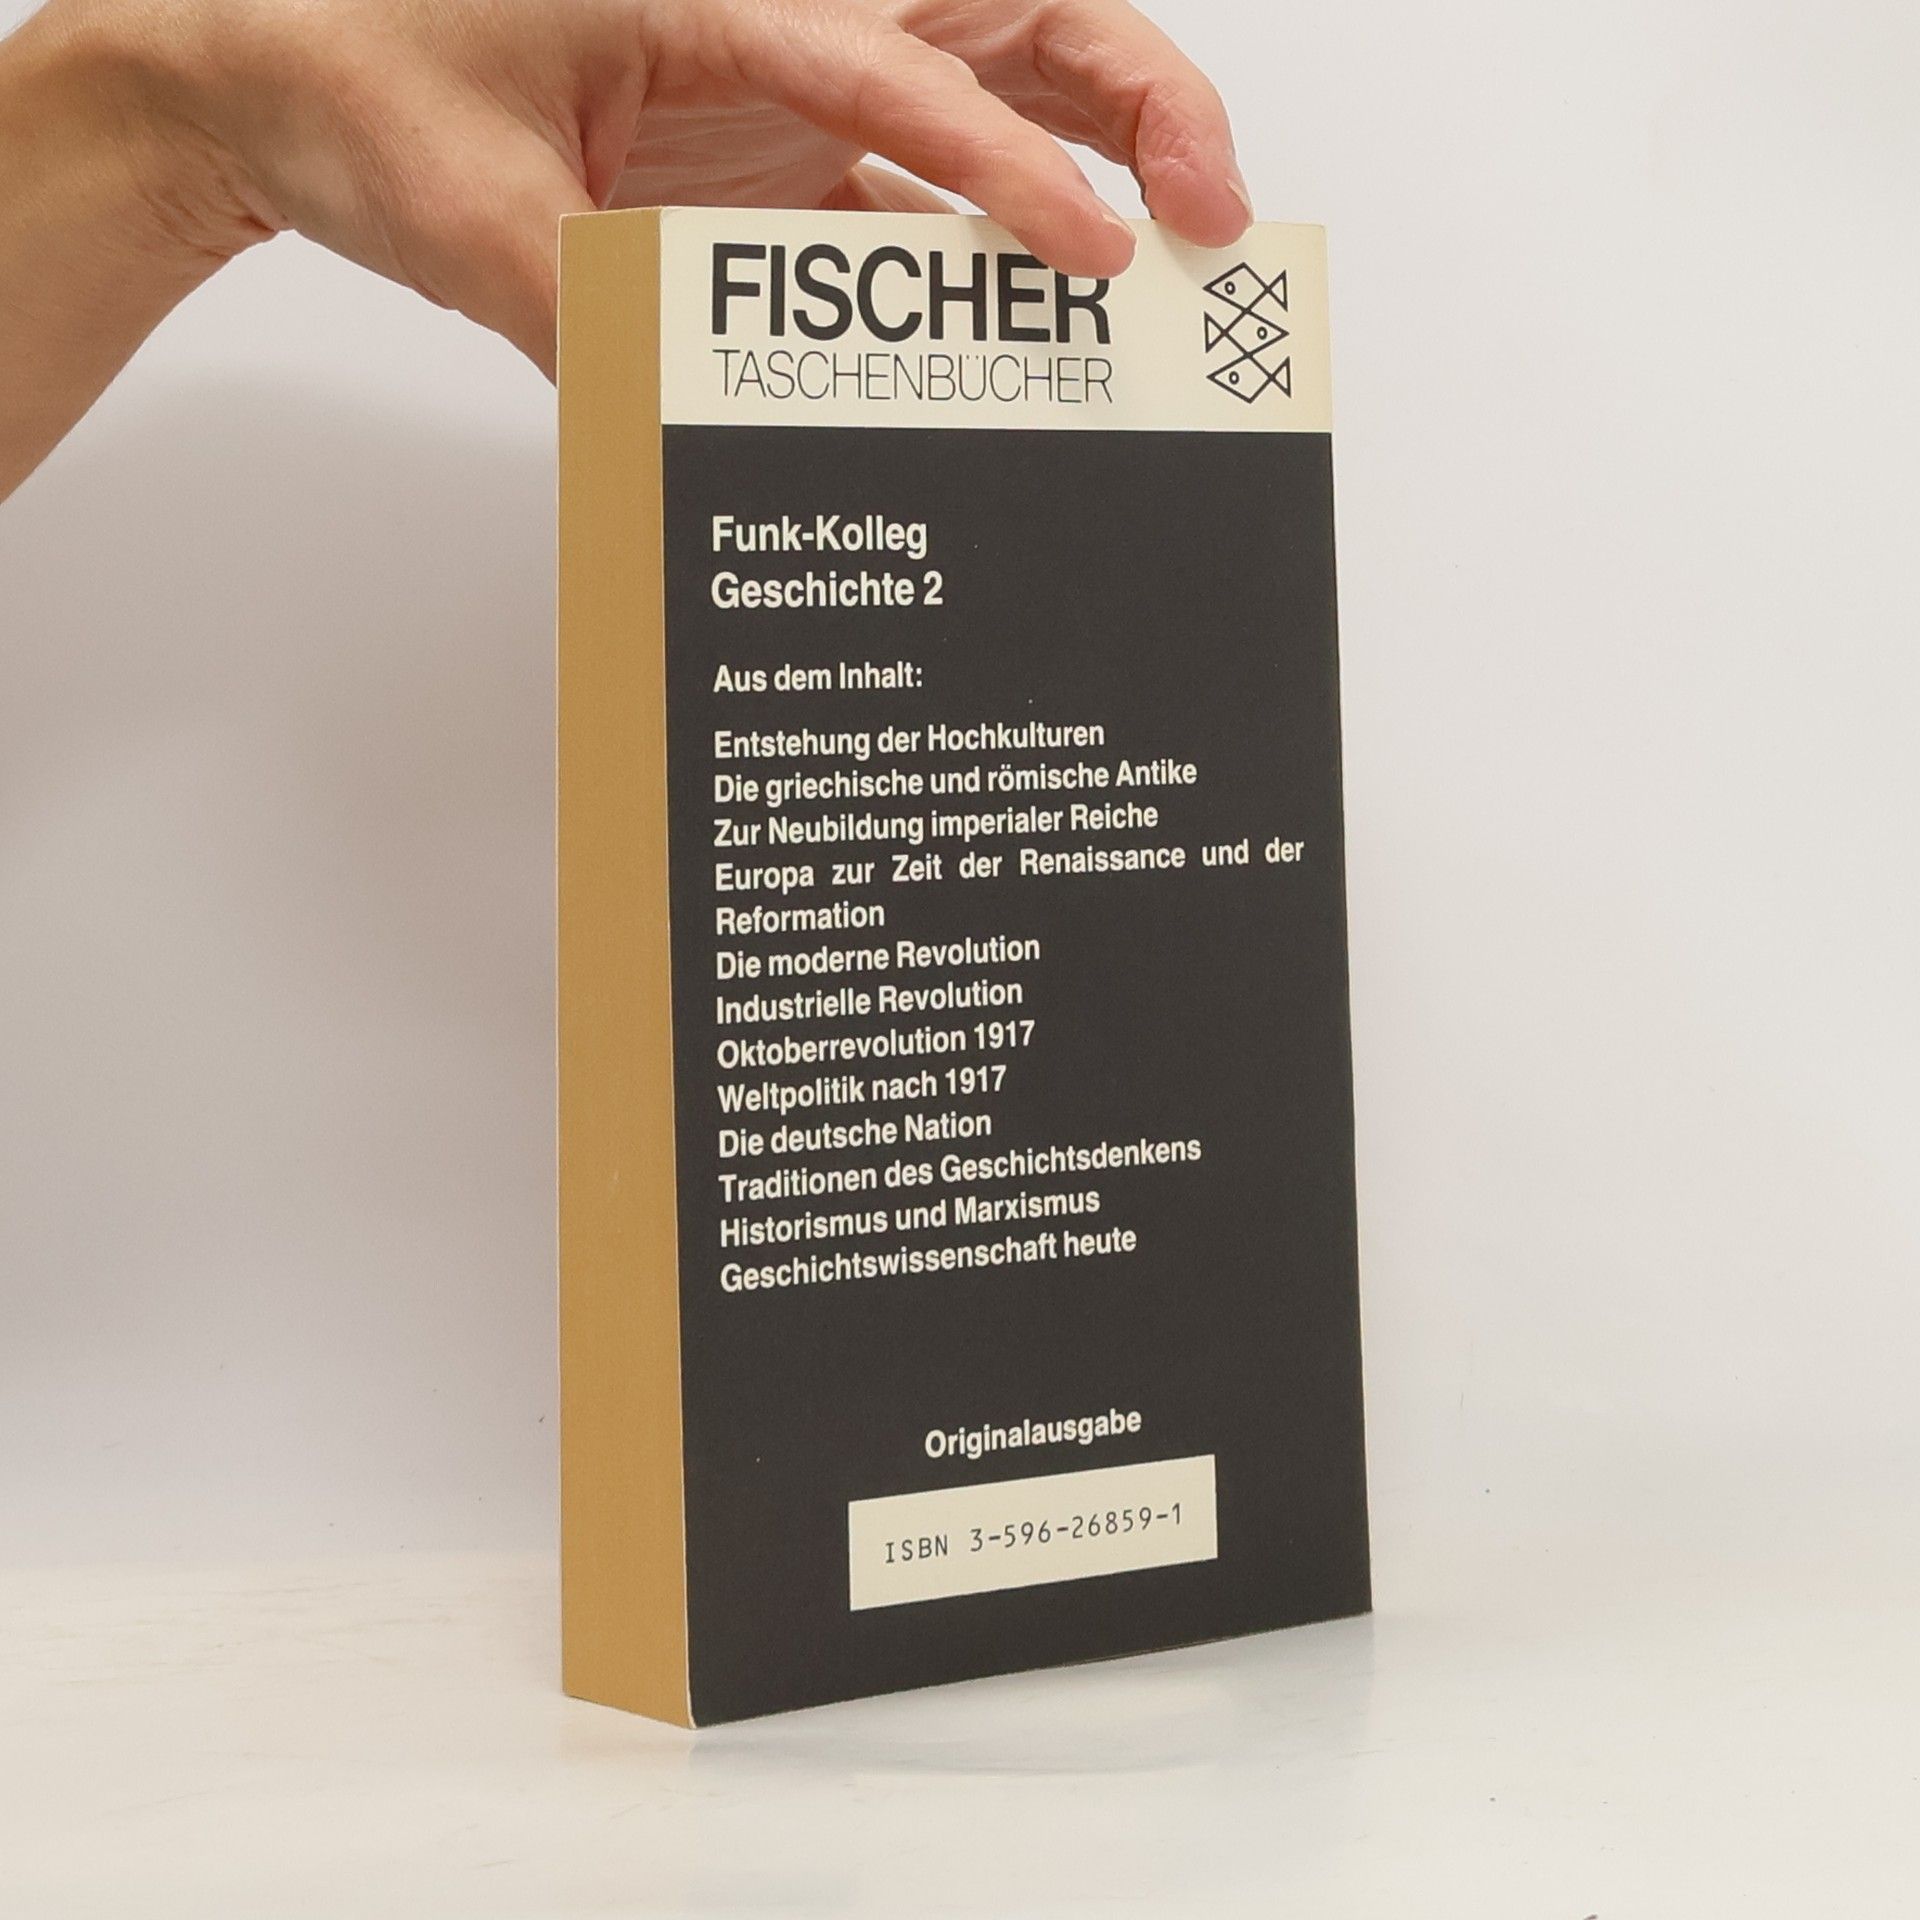 FISCHER
TASCHENBÜCHER
Funk-Kolleg
Geschichte 2
Aus dem Inhalt:
Entstehung der Hochkulturen
Die griechische und römische Antike
Zur Neubildung imperialer Reiche
Europa zur Zeit der Renaissance und der
Reformation
Die moderne Revolution
Industrielle Revolution
Oktoberrevolution 1917
Weltpolitik nach 1917
Die deutsche Nation
Traditionen des Geschichtsdenkens
Historismus und Marxismus
Geschichtswissenschaft heute
Originalausgabe
ISBN 3-596-26859-1